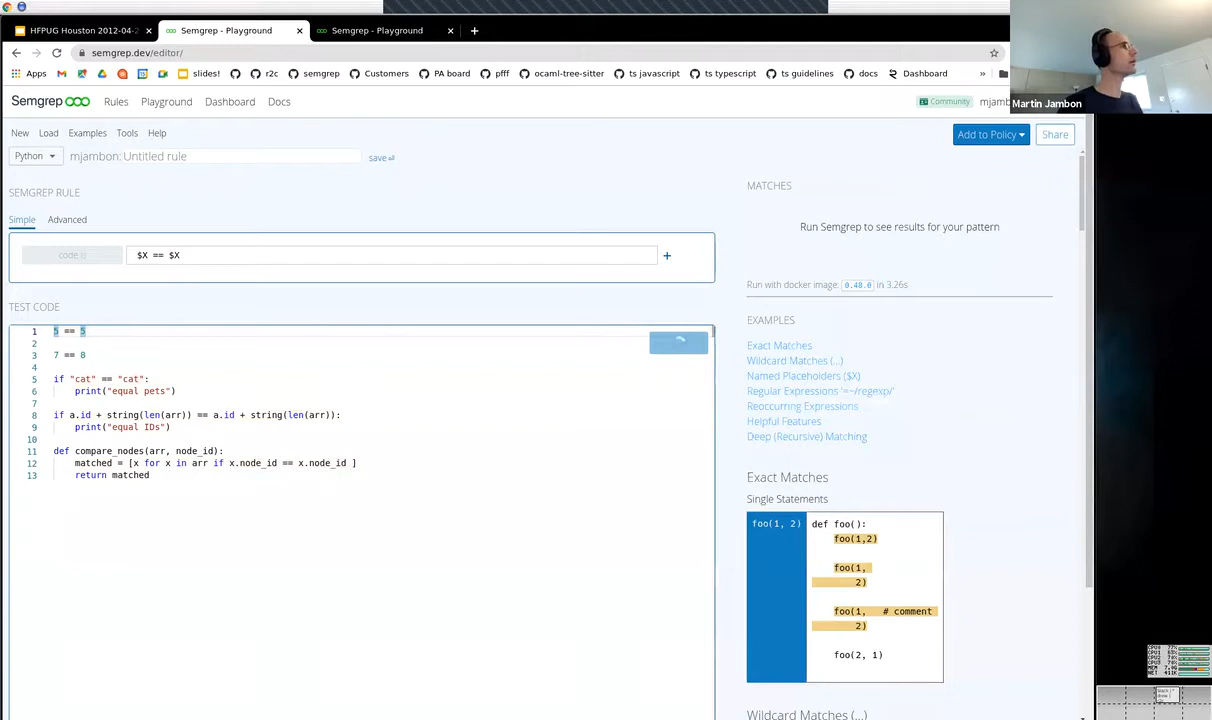 HFPUG Houston 2012-04-2
Semgrep - Playground
Semgrep - Playground
semgrep.dev/editor/
Apps
slides!
r2c
semgrep
Customers
PA board
pfff
ocaml-tree-sitter
ts javascript
ts typescript
ts guidelines
docs
Dashboard
»
Martin Jambon
Semgrep
Rules
Playground
Dashboard
Docs
Community
mjamb
New
Load
Examples
Tools
Help
Add to Policy
Share
Python
mjambon: Untitled rule
save
SEMGREP RULE
Simple
Advanced
code is
$X == $X
+
TEST CODE
1 5 == 5
2
3 7 == 8
4
5 if "cat" == "cat":
6 print("equal pets")
7
8 if a.id + string(len(arr)) == a.id + string(len(arr)):
9 print("equal IDs")
10
11 def compare_nodes(arr, node_id):
12 matched = [x for x in arr if x.node_id == x.node_id ]
13 return matched
MATCHES
Run Semgrep to see results for your pattern
Run with docker image: 0.48.0 in 3.26s
EXAMPLES
Exact Matches
Wildcard Matches (...)
Named Placeholders ($X)
Regular Expressions '=~/regexp/'
Reoccurring Expressions
Helpful Features
Deep (Recursive) Matching
Exact Matches
Single Statements
foo(1, 2)
def foo():
foo(1,2)
foo(1,
2)
foo(1, # comment
2)
foo(2, 1)
Wildcard Matches (...)